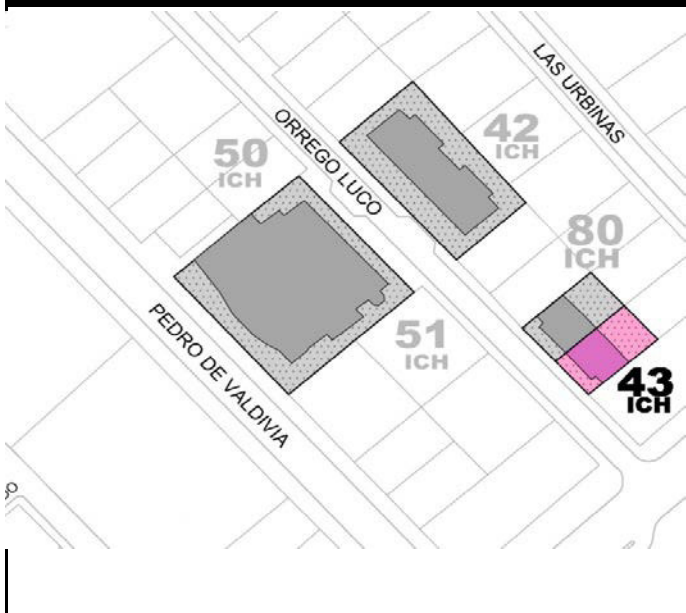 LAS URBINAS
ORREGO LUCO
42
ICH
50
ICH
80
ICH
PEDRO DE VALDIVIA
51
ICH
43
ICH